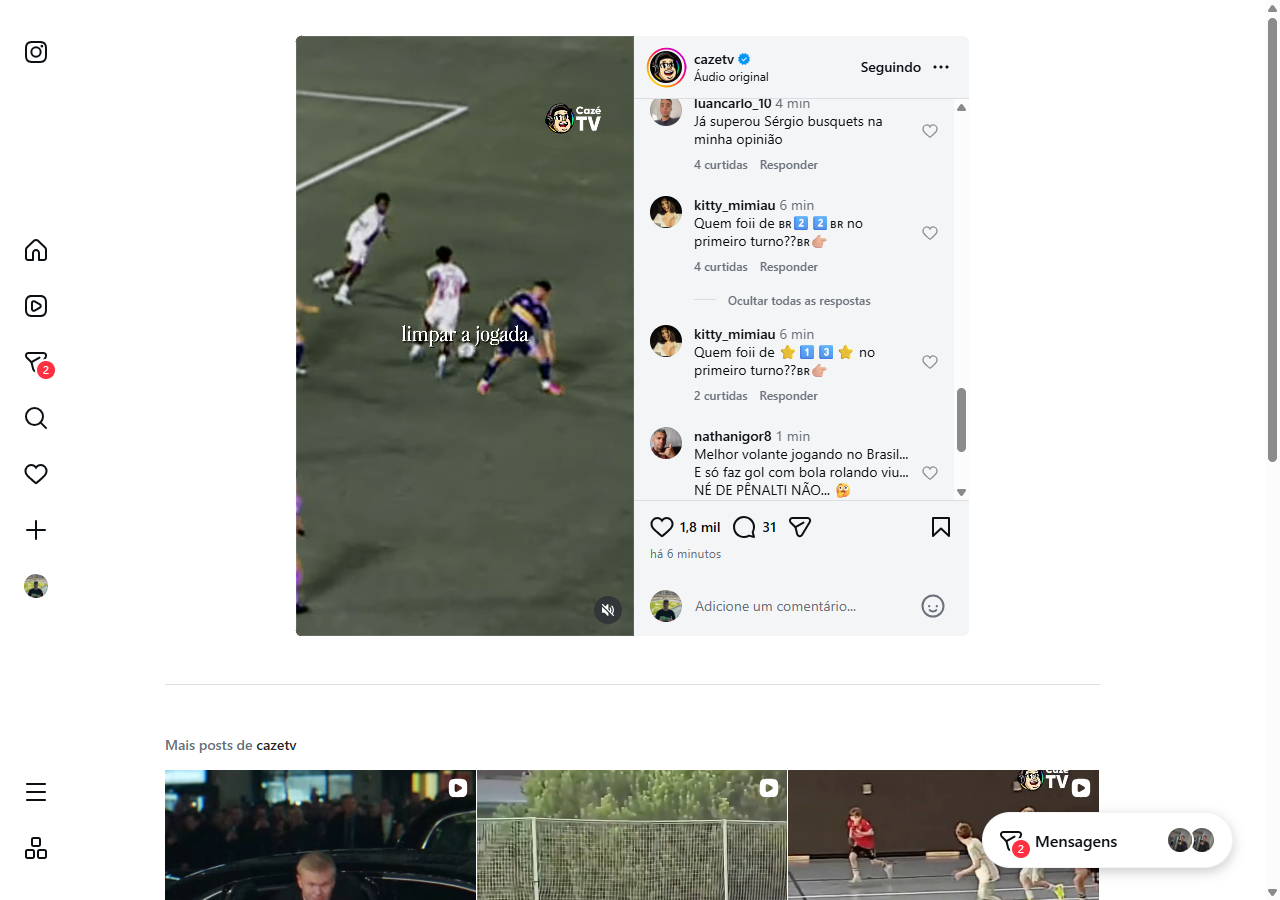 Cazé
TV
limpar a jogada
cazetv
Áudio original
Seguindo
luancarlo_10 4 min
Já superou Sérgio busquets na
minha opinião
4 curtidas Responder
kitty_mimiau 6 min
Quem foii de 🇧🇷2️⃣ 2️⃣🇧🇷 no
primeiro turno??🇧🇷🫵🏼
4 curtidas Responder
Ocultar todas as respostas
kitty_mimiau 6 min
Quem foii de ⭐ 1️⃣ 3️⃣ ⭐ no
primeiro turno??🇧🇷🫵🏼
2 curtidas Responder
nathanigor8 1 min
Melhor volante jogando no Brasil...
E só faz gol com bola rolando viu...
NÉ DE PÊNALTI NÃO... 🤔
1,8 mil 31
há 6 minutos
Adicione um comentário...
2
Mais posts de cazetv
Cazé
TV
2
Mensagens